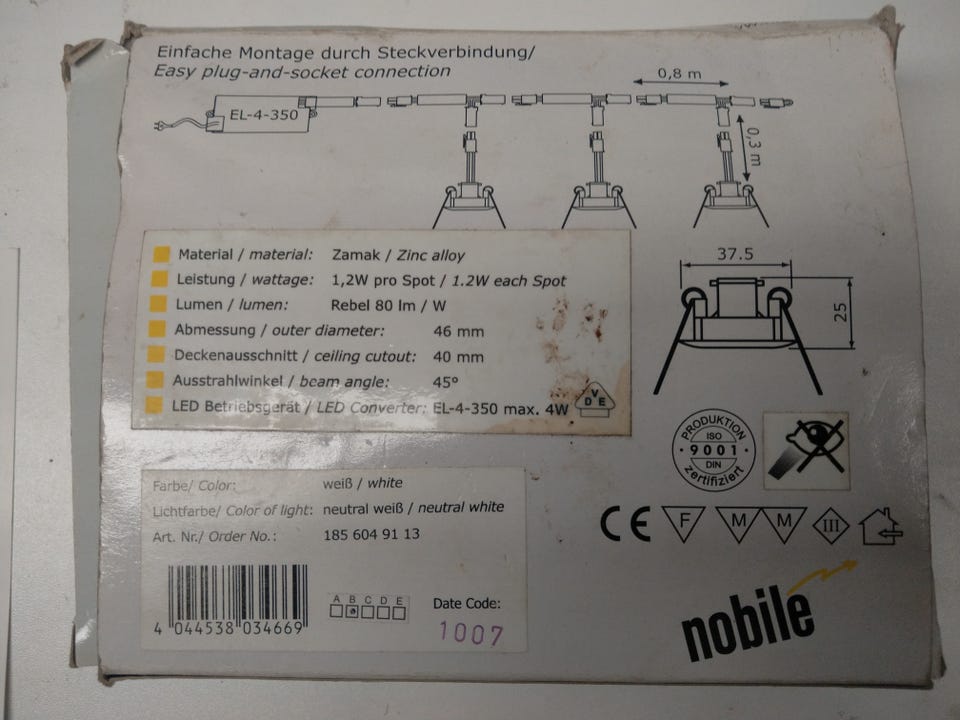 Einfache Montage durch Steckverbindung/
Easy plug-and-socket connection
0,8 m
EL-4-350
0,3 m
Material / material: Zamak / Zinc alloy
Leistung / wattage: 1,2W pro Spot / 1.2W each Spot
Lumen / lumen: Rebel 80 lm / W
Abmessung / outer diameter: 46 mm
Deckenausschnitt / ceiling cutout: 40 mm
Ausstrahlwinkel / beam angle: 45°
LED Betriebsgerät / LED Converter: EL-4-350 max. 4W
VDE
37.5
25
PRODUKTION
ISO
9001
DIN
zertifiziert
Farbe/ Color: weiß / white
Lichtfarbe/ Color of light: neutral weiß / neutral white
Art. Nr./ Order No.: 185 604 91 13
CE F M M III
A B C D E
Date Code:
1007
4 044538 034669
nobile